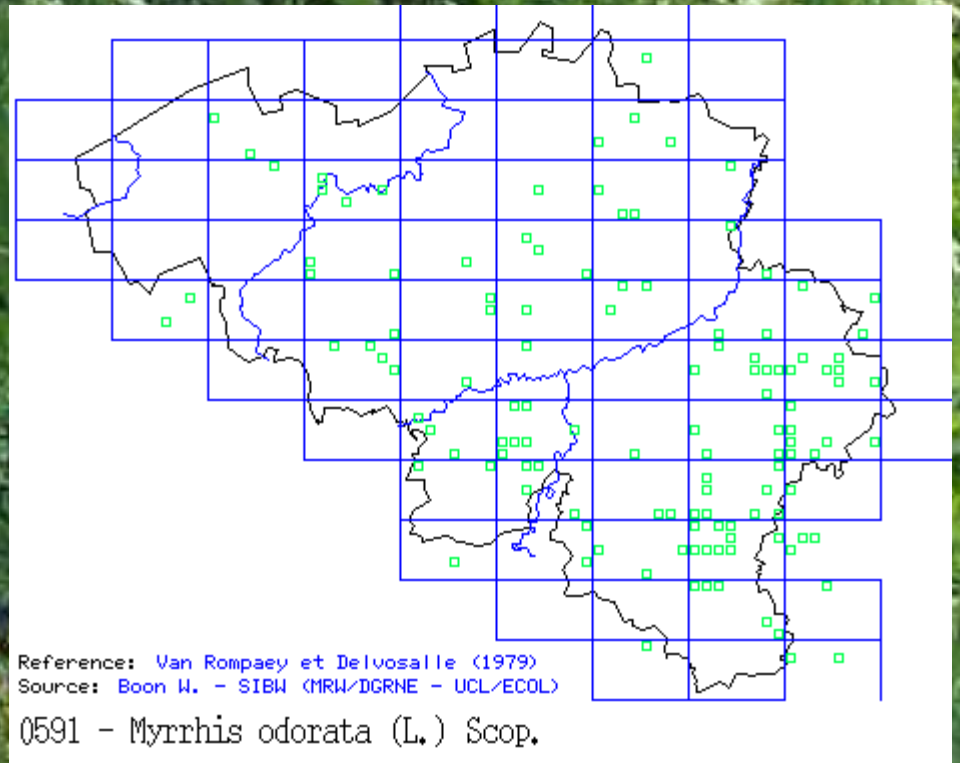 Reference: Van Rompaey et Delvosalle (1979)
Source: Boon W. - SIBW (MRW/DGRNE - UCL/ECOL)
0591 - Myrrhis odorata (L.) Scop.